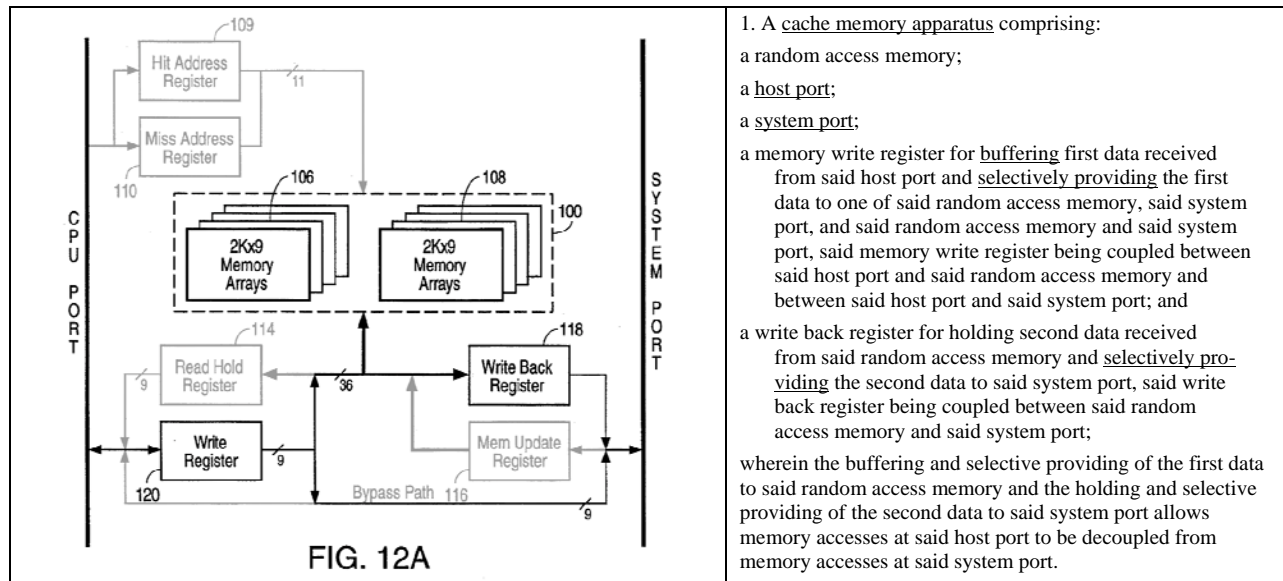 109
Hit Address
Register
11
Miss Address
Register
110
106
108
100
2Kx9
Memory
Arrays
2Kx9
Memory
Arrays
CPU PORT
SYSTEM PORT
114
118
Read Hold
Register
9
36
Write Back
Register
Write
Register
9
120
Mem Update
Register
116
Bypass Path
9
FIG. 12A
1. A cache memory apparatus comprising:
a random access memory;
a host port;
a system port;
a memory write register for buffering first data received
from said host port and selectively providing the first
data to one of said random access memory, said system
port, and said random access memory and said system
port, said memory write register being coupled between
said host port and said random access memory and
between said host port and said system port; and
a write back register for holding second data received
from said random access memory and selectively pro-
viding the second data to said system port, said write
back register being coupled between said random
access memory and said system port;
wherein the buffering and selective providing of the first data
to said random access memory and the holding and selective
providing of the second data to said system port allows
memory accesses at said host port to be decoupled from
memory accesses at said system port.